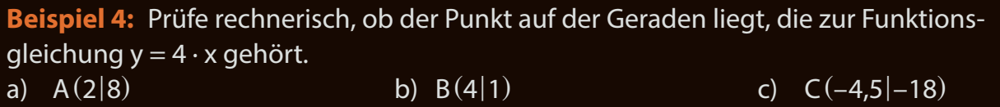 Beispiel 4: Prüfe rechnerisch, ob der Punkt auf der Geraden liegt, die zur Funktions-
gleichung y = 4 · x gehört.
a) A(2|8) b) B(4|1) c) C(–4,5|–18)